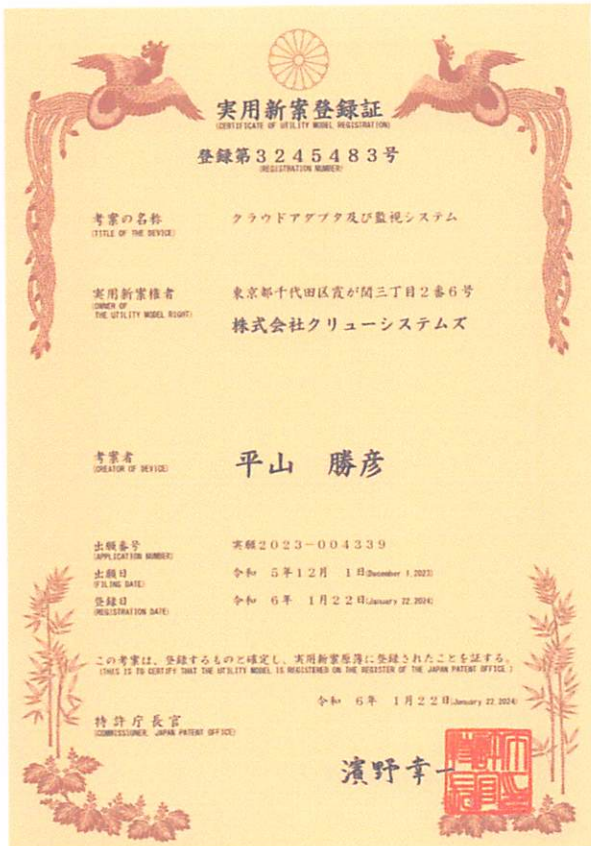 実用新案登録証
(CERTIFICATE OF UTILITY MODEL REGISTRATION)
登録第3245483号
(REGISTRATION NUMBER)
考案の名称 クラウドアダプタ及び監視システム
(TITLE OF THE DEVICE)
実用新案権者 東京都千代田区霞が関三丁目2番6号
(OWNER OF
THE UTILITY MODEL RIGHT)
株式会社クリューシステムズ
考案者 平山 勝彦
(CREATOR OF DEVICE)
出願番号 実願2023-004339
(APPLICATION NUMBER)
出願日 令和 5年12月 1日(December 1,2023)
(FILING DATE)
登録日 令和 6年 1月22日(January 22,2024)
(REGISTRATION DATE)
この考案は、登録するものと確定し、実用新案原簿に登録されたことを証する。
(THIS IS TO CERTIFY THAT THE UTILITY MODEL IS REGISTERED ON THE REGISTER OF THE JAPAN PATENT OFFICE.)
令和 6年 1月22日(January 22,2024)
特許庁長官
(COMMISSIONER, JAPAN PATENT OFFICE)
濱野幸一